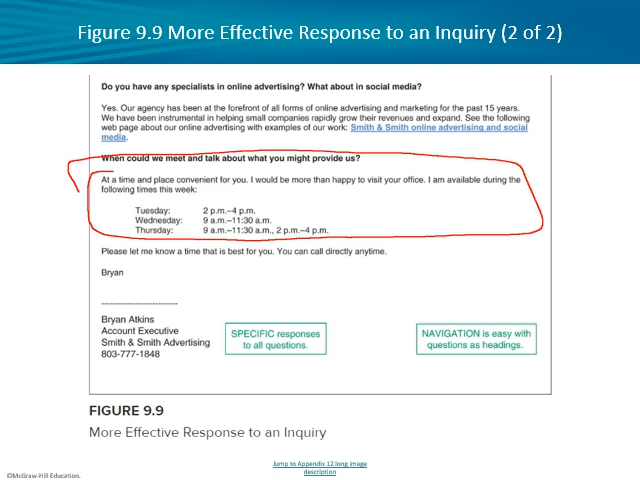 Figure 9.9 More Effective Response to an Inquiry (2 of 2)
Do you have any specialists in online advertising? What about in social media?
Yes. Our agency has been at the forefront of all forms of online advertising and marketing for the past 15 years.
We have been instrumental in helping small companies rapidly grow their revenues and expand. See the following
web page about our online advertising with examples of our work: Smith & Smith online advertising and social
media.
When could we meet and talk about what you might provide us?
At a time and place convenient for you. I would be more than happy to visit your office. I am available during the
following times this week:
Tuesday: 2 p.m.–4 p.m.
Wednesday: 9 a.m.–11:30 a.m.
Thursday: 9 a.m.–11:30 a.m., 2 p.m.–4 p.m.
Please let me know a time that is best for you. You can call directly anytime.
Bryan
--------------------------
Bryan Atkins
Account Executive
Smith & Smith Advertising
803-777-1848
SPECIFIC responses
to all questions.
NAVIGATION is easy with
questions as headings.
FIGURE 9.9
More Effective Response to an Inquiry
Jump to Appendix 12 long image
description
©McGraw-Hill Education.